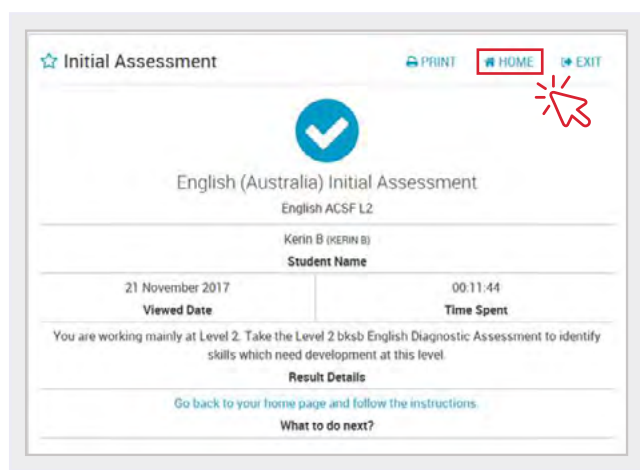 Initial Assessment PRINT HOME EXIT
English (Australia) Initial Assessment
English ACSF L2
Kerin B (KERIN B)
Student Name
21 November 2017 00:11:44
Viewed Date Time Spent
You are working mainly at Level 2. Take the Level 2 bksb English Diagnostic Assessment to identify
skills which need development at this level.
Result Details
Go back to your home page and follow the instructions.
What to do next?